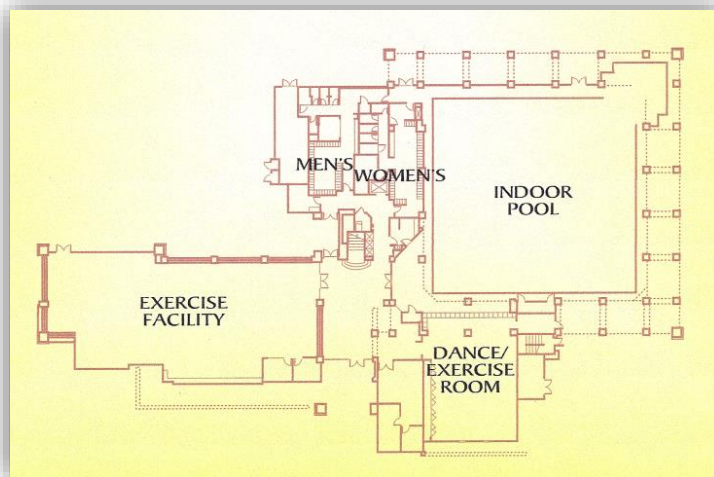 MEN'S
WOMEN'S
INDOOR
POOL
EXERCISE
FACILITY
DANCE/
EXERCISE
ROOM